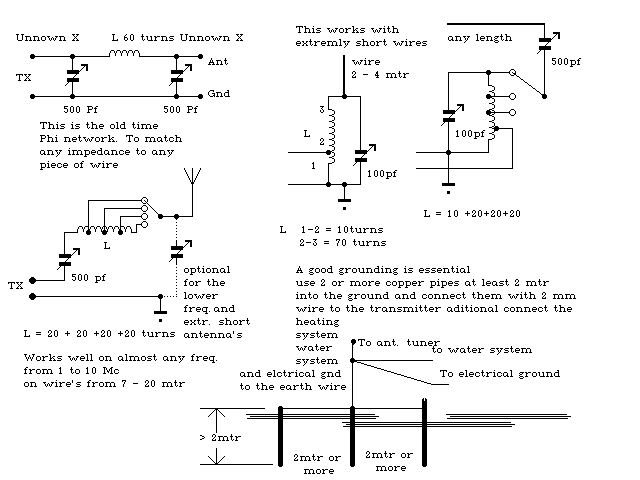 Unnown X
L 60 turns
Unnown X
TX
Ant
Gnd
500 Pf
500 Pf
This is the old time
Phi network. To match
any impedance to any
piece of wire
This works with
extremly short wires
wire
2 - 4 mtr
3
L
2
1
100pf
L 1-2 = 10turns
2-3 = 70 turns
any length
500pf
100pf
L = 10 +20+20+20
L
500 pf
TX
optional
for the
lower
freq. and
extr. short
antenna's
L = 20 + 20 +20 +20 turns
Works well on almost any freq.
from 1 to 10 Mc
on wire's from 7 - 20 mtr
A good grounding is essential
use 2 or more copper pipes at least 2 mtr
into the ground and connect them with 2 mm
wire to the transmitter aditional connect the
heating
system
water
system
and elctrical gnd
to the earth wire
To ant. tuner
to water system
To electrical ground
> 2mtr
2mtr or
more
2mtr or
more